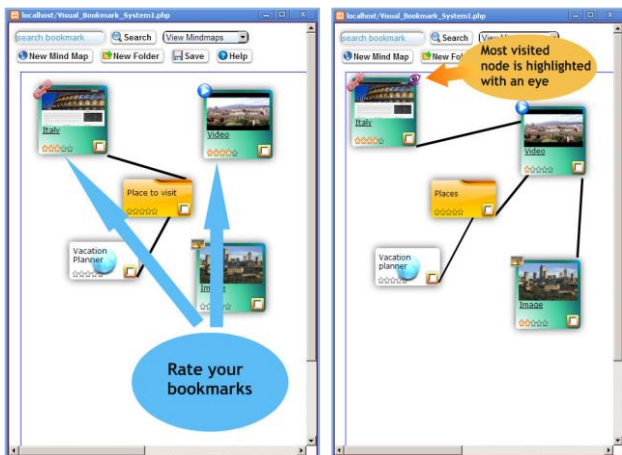 localhost/Visual_Bookmark_System1.php
search bookmark
Search
View Mindmaps
New Mind Map
New Folder
Save
Help
Italy
Video
Place to visit
Vacation
Planner
Rate your
bookmarks
localhost/Visual_Bookmark_System1.php
search bookmark
Search
New Mind Map
Most visited
node is highlighted
with an eye
Italy
Video
Places
Vacation
planner
Image